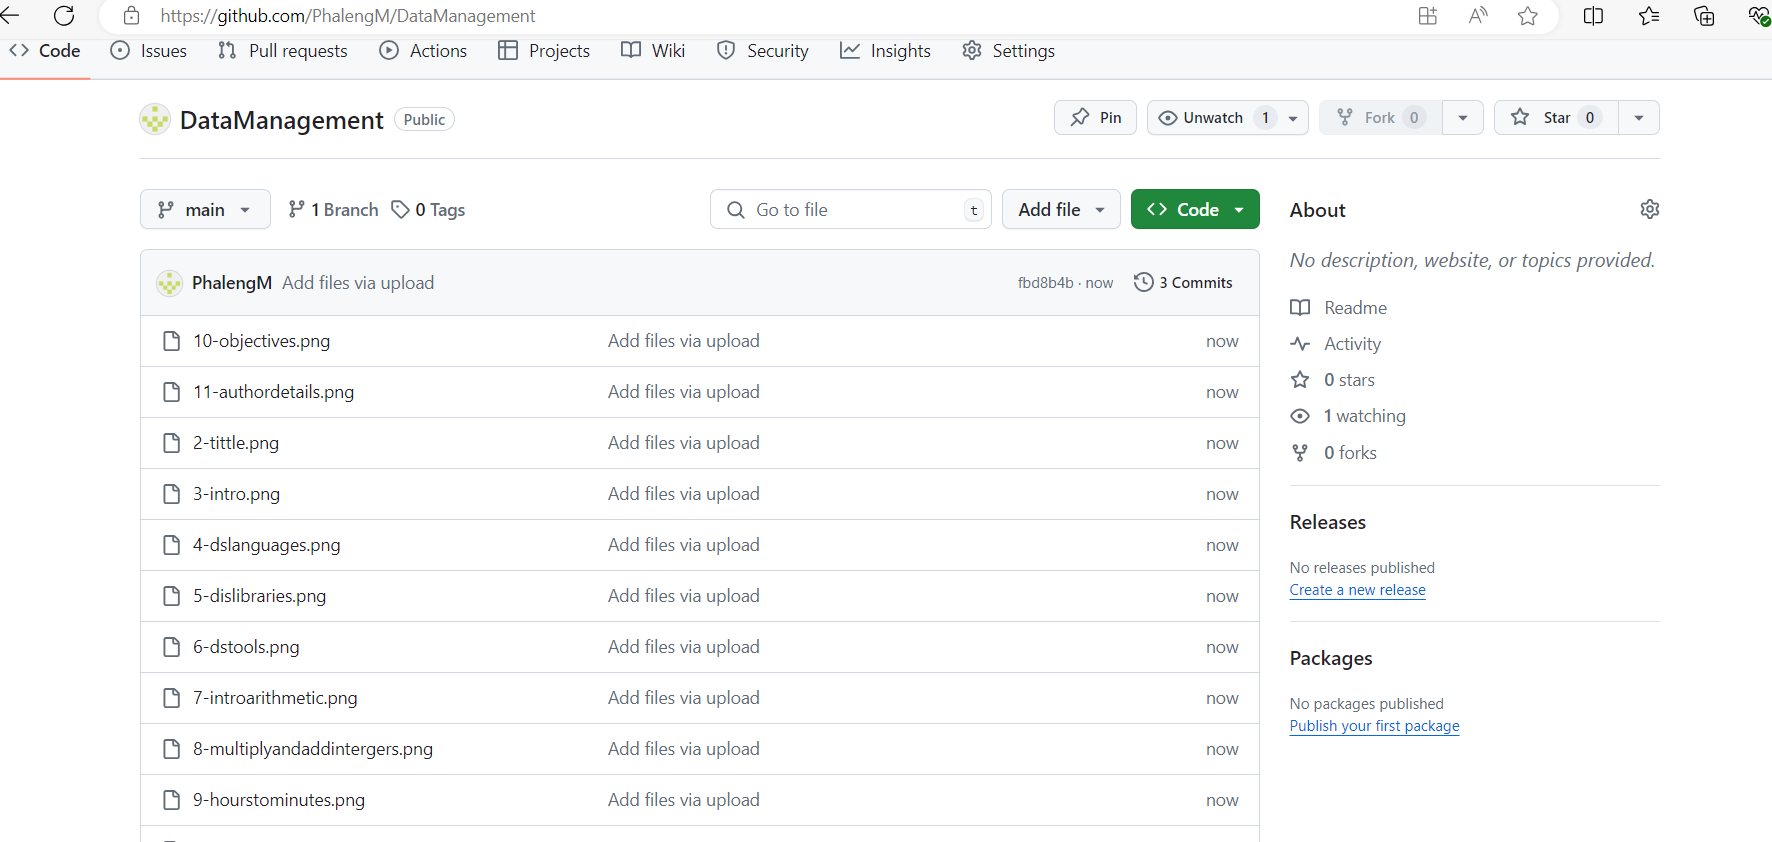 https://github.com/PhalengM/DataManagement
Code Issues Pull requests Actions Projects Wiki Security Insights Settings
DataManagement Public Pin Unwatch 1 Fork 0 Star 0
main 1 Branch 0 Tags Go to file t Add file Code About
PhalengM Add files via upload fbd8b4b · now 3 Commits
10-objectives.png Add files via upload now
11-authordetails.png Add files via upload now
2-tittle.png Add files via upload now
3-intro.png Add files via upload now
4-dslanguages.png Add files via upload now
5-dislibraries.png Add files via upload now
6-dstools.png Add files via upload now
7-introarithmetic.png Add files via upload now
8-multiplyandaddintergers.png Add files via upload now
9-hourstominutes.png Add files via upload now
No description, website, or topics provided.
Readme
Activity
0 stars
1 watching
0 forks
Releases
No releases published
Create a new release
Packages
No packages published
Publish your first package